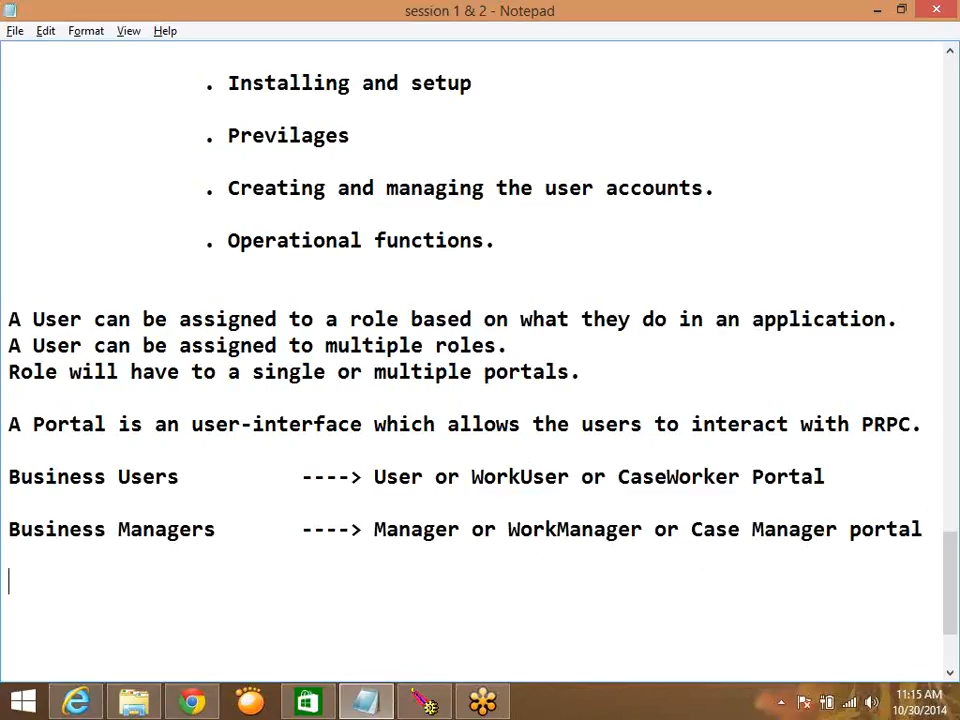 session 1 & 2 - Notepad
File Edit Format View Help
. Installing and setup
. Previlages
. Creating and managing the user accounts.
. Operational functions.
A User can be assigned to a role based on what they do in an application.
A User can be assigned to multiple roles.
Role will have to a single or multiple portals.
A Portal is an user-interface which allows the users to interact with PRPC.
Business Users ----> User or WorkUser or CaseWorker Portal
Business Managers ----> Manager or WorkManager or Case Manager portal
11:15 AM
10/30/2014